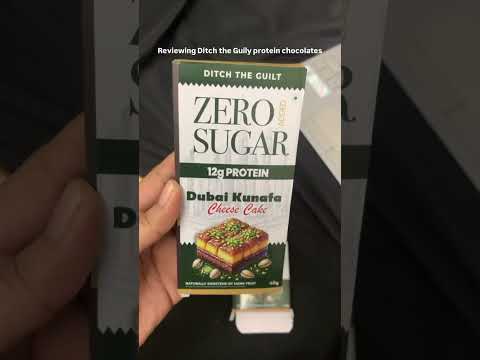 Reviewing Ditch the Guily protein chocolates
DITCH THE GUILT
ZERO
ADDED
SUGAR
12g PROTEIN
Dubai Kunafa
Cheese Cake
NATURALLY SWEETENED BY MONK FRUIT